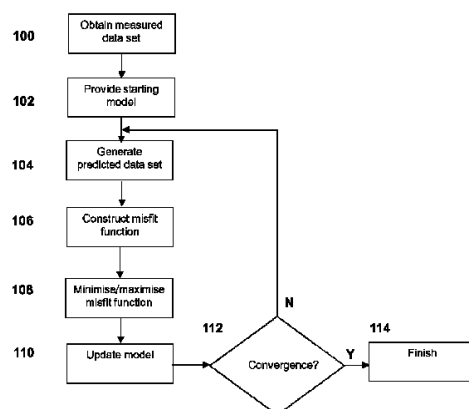 100
Obtain measured
data set
102
Provide starting
model
104
Generate
predicted data set
106
Construct misfit
function
108
Minimise/maximise
misfit function
110
Update model
112
Convergence?
N
Y
114
Finish